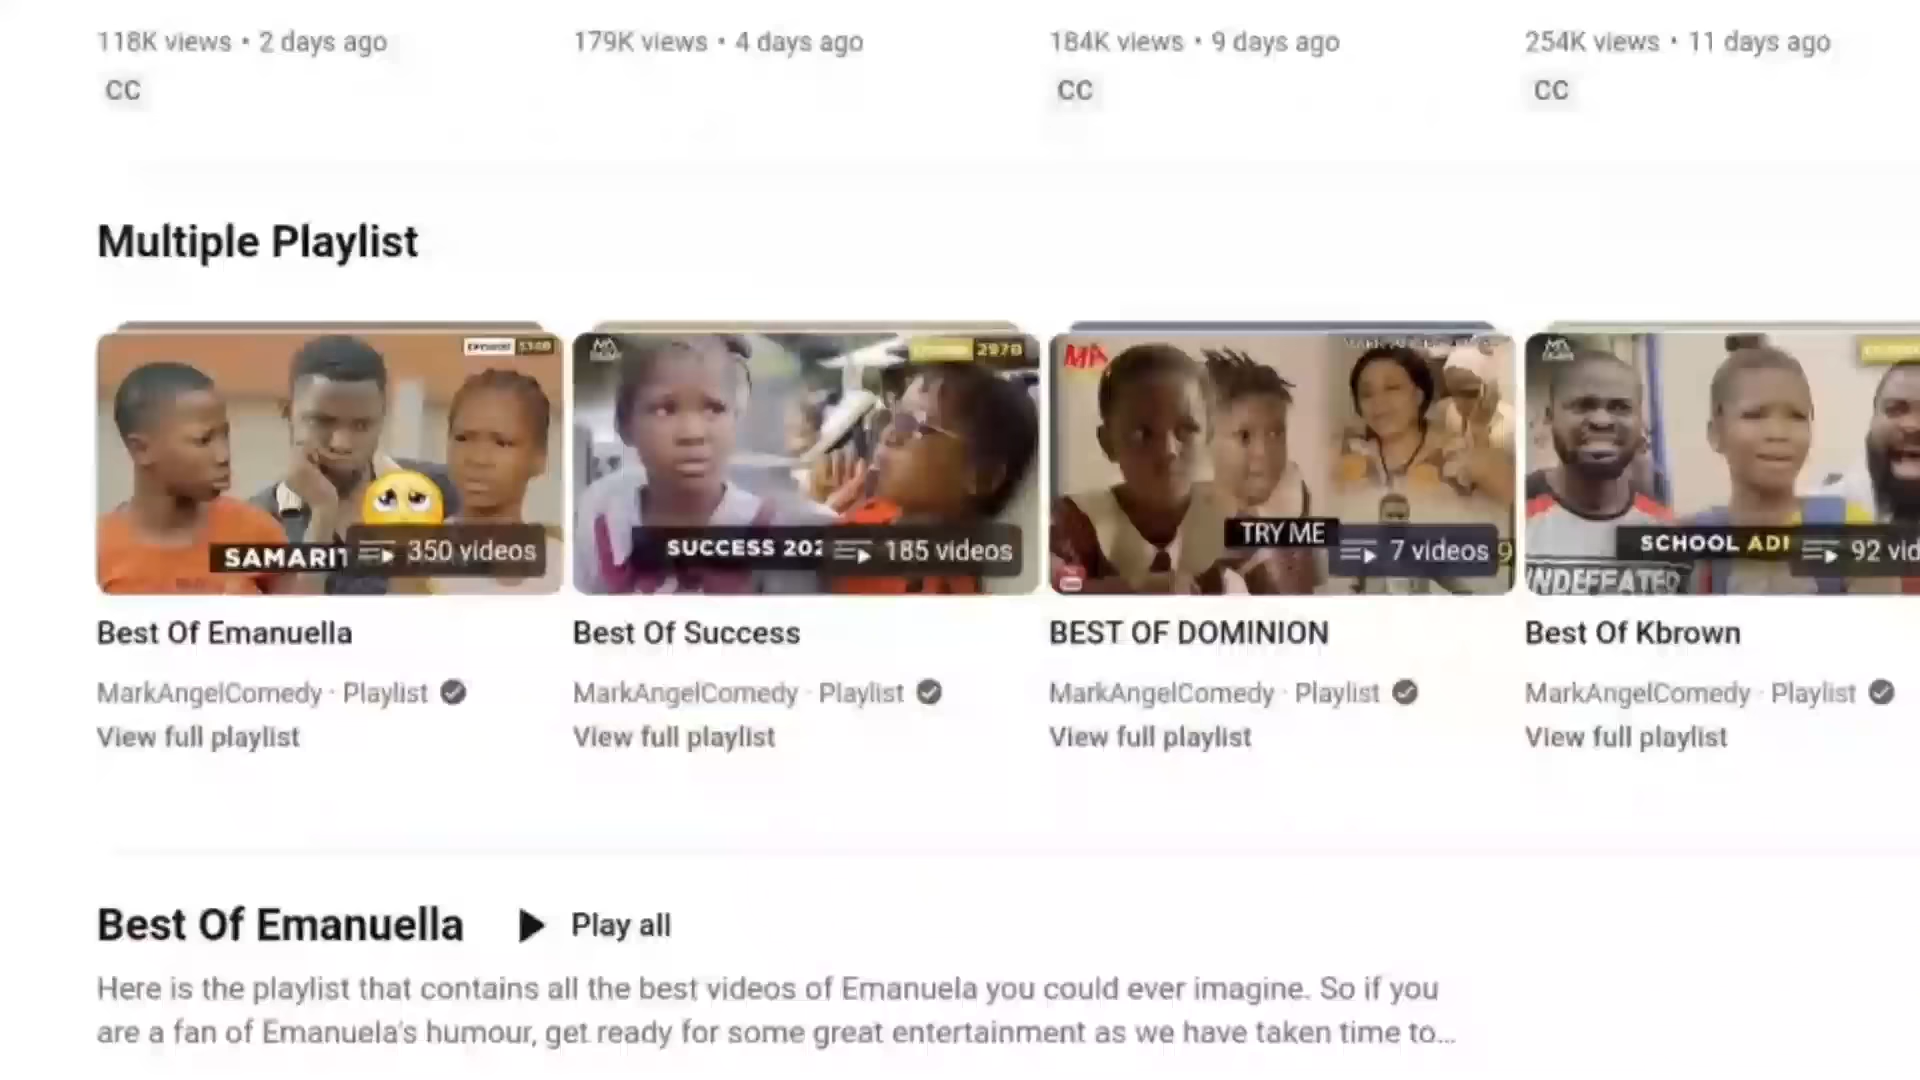 118K views • 2 days ago
179K views • 4 days ago
184K views • 9 days ago
254K views • 11 days ago
CC
CC
CC
Multiple Playlist
SAMARIT
350 videos
2970
SUCCESS 202
185 videos
MA
TRY ME
7 videos 9
SCHOOL ADI
92 vid
UNDEFEATED
Best Of Emanuella
Best Of Success
BEST OF DOMINION
Best Of Kbrown
MarkAngelComedy · Playlist
MarkAngelComedy · Playlist
MarkAngelComedy · Playlist
MarkAngelComedy · Playlist
View full playlist
View full playlist
View full playlist
View full playlist
Best Of Emanuella
Play all
Here is the playlist that contains all the best videos of Emanuela you could ever imagine. So if you
are a fan of Emanuela's humour, get ready for some great entertainment as we have taken time to...